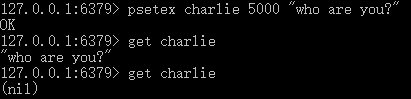 127.0.0.1:6379> psetex charlie 5000 "who are you?"
OK
127.0.0.1:6379> get charlie
"who are you?"
127.0.0.1:6379> get charlie
(nil)